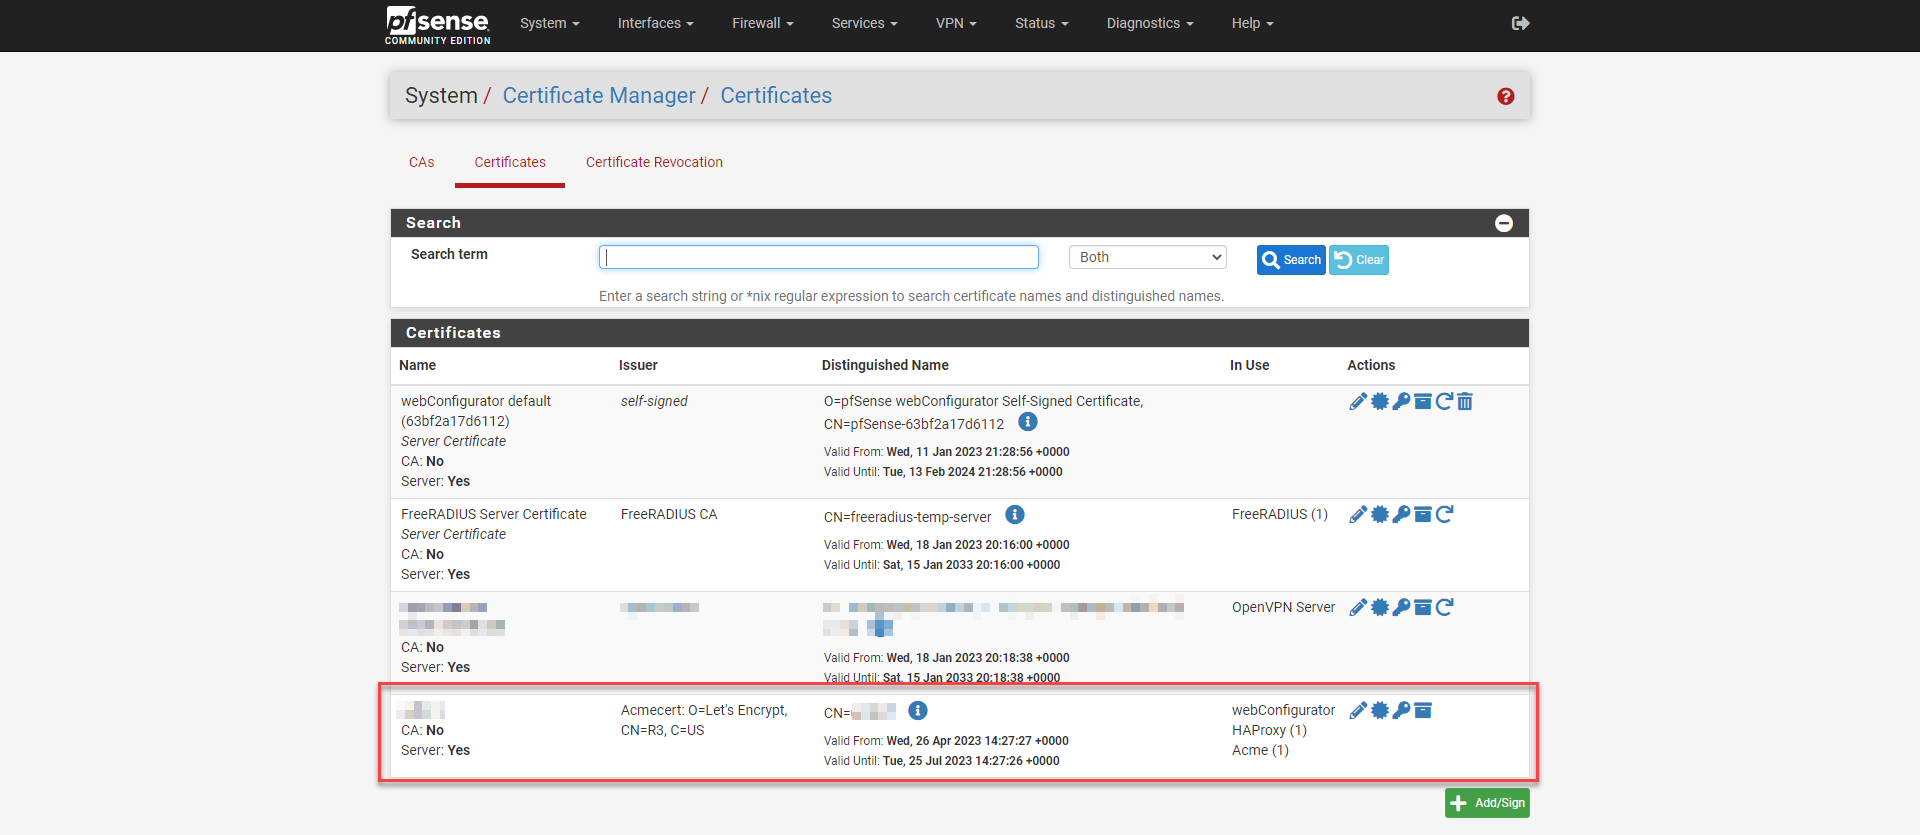 pfsense
COMMUNITY EDITION
System
Interfaces
Firewall
Services
VPN
Status
Diagnostics
Help
System / Certificate Manager / Certificates
CAs
Certificates
Certificate Revocation
Search
Search term
Both
Search
Clear
Enter a search string or *nix regular expression to search certificate names and distinguished names.
Certificates
Name Issuer Distinguished Name In Use Actions
webConfigurator default
(63bf2a17d6112)
Server Certificate
CA: No
Server: Yes
self-signed
O=pfSense webConfigurator Self-Signed Certificate,
CN=pfSense-63bf2a17d6112
Valid From: Wed, 11 Jan 2023 21:28:56 +0000
Valid Until: Tue, 13 Feb 2024 21:28:56 +0000
FreeRADIUS Server Certificate
Server Certificate
CA: No
Server: Yes
FreeRADIUS CA
CN=freeradius-temp-server
Valid From: Wed, 18 Jan 2023 20:16:00 +0000
Valid Until: Sat, 15 Jan 2033 20:16:00 +0000
FreeRADIUS (1)
CA: No
Server: Yes
Valid From: Wed, 18 Jan 2023 20:18:38 +0000
Valid Until: Sat, 15 Jan 2033 20:18:38 +0000
OpenVPN Server
CA: No
Server: Yes
Acmecert: O=Let's Encrypt,
CN=R3, C=US
CN=
Valid From: Wed, 26 Apr 2023 14:27:27 +0000
Valid Until: Tue, 25 Jul 2023 14:27:26 +0000
webConfigurator
HAProxy (1)
Acme (1)
Add/Sign